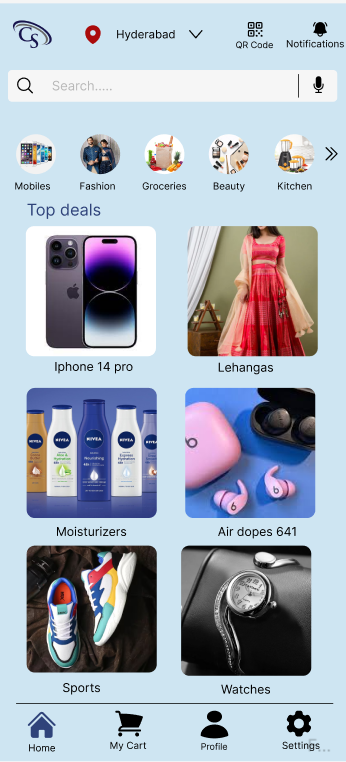 CS
Hyderabad
QR Code
Notifications
Search.....
Mobiles
Fashion
Groceries
Beauty
Kitchen
Top deals
Iphone 14 pro
Lehangas
NIVEA
NIVEA
NIVEA
NIVEA
Nourishing
Moisturizers
Air dopes 641
Sports
Watches
Home
My Cart
Profile
Settings